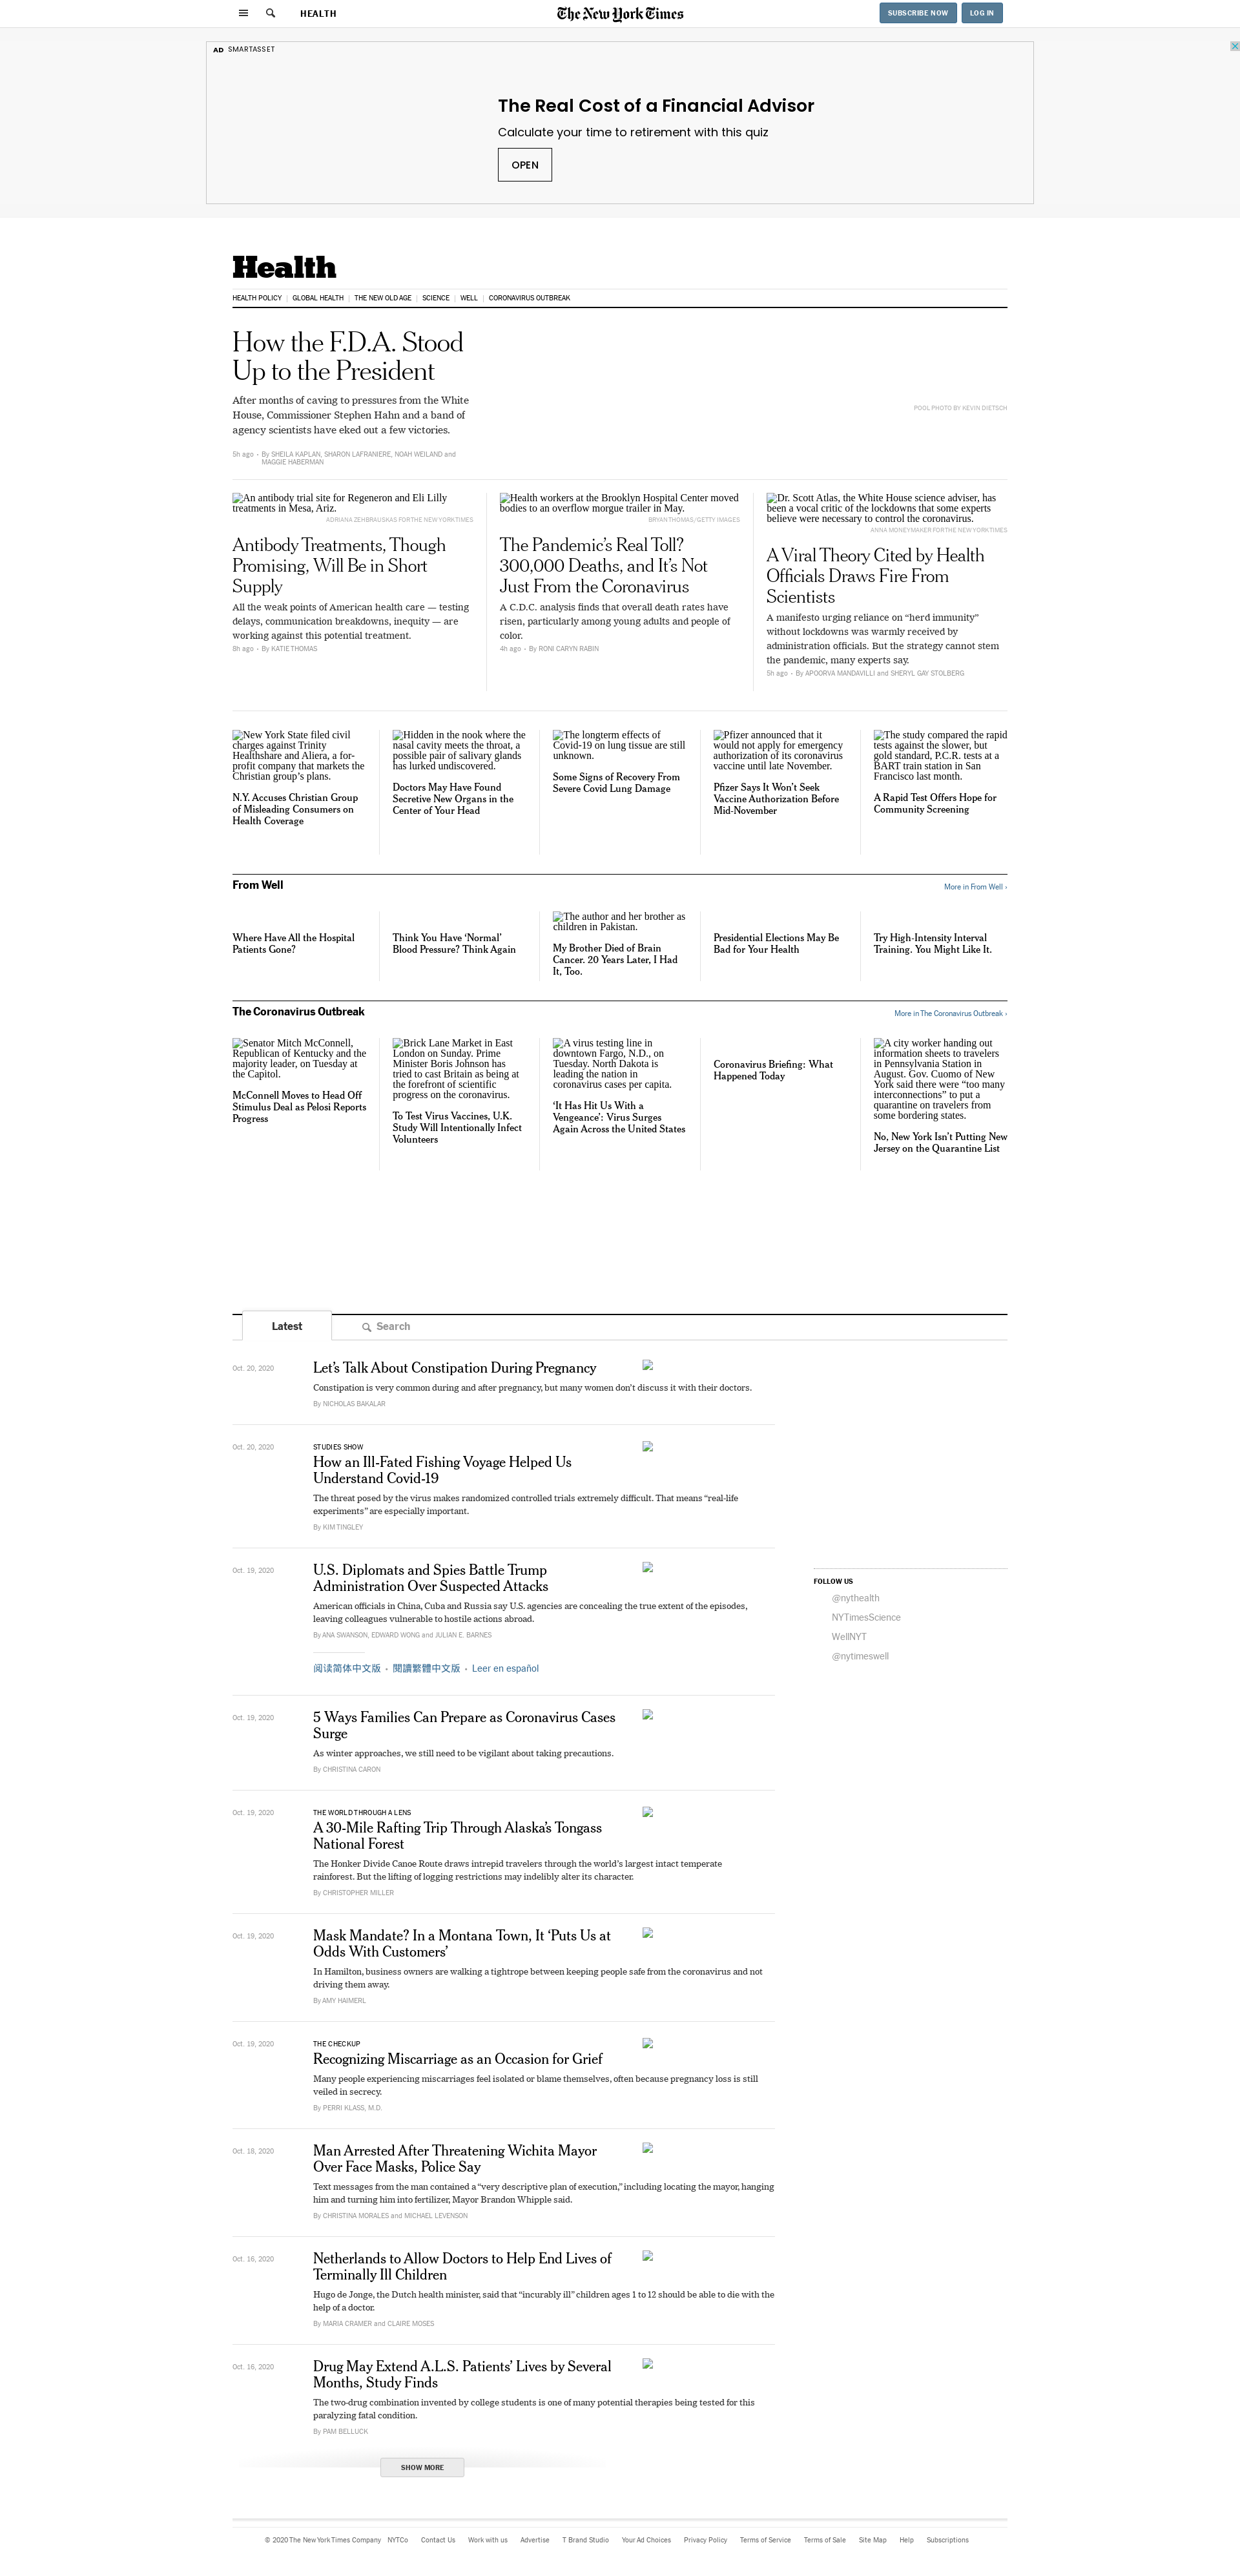 HEALTH
The New York Times
SUBSCRIBE NOW
LOG IN
AD SMARTASSET
The Real Cost of a Financial Advisor
Calculate your time to retirement with this quiz
OPEN
Health
HEALTH POLICY
GLOBAL HEALTH
THE NEW OLD AGE
SCIENCE
WELL
CORONAVIRUS OUTBREAK
How the F.D.A. Stood
Up to the President
After months of caving to pressures from the White
House, Commissioner Stephen Hahn and a band of
agency scientists have eked out a few victories.
5h ago • By SHEILA KAPLAN, SHARON LAFRANIERE, NOAH WEILAND and
MAGGIE HABERMAN
POOL PHOTO BY KEVIN DIETSCH
An antibody trial site for Regeneron and Eli Lilly
treatments in Mesa, Ariz.
ADRIANA ZEHBRAUSKAS FOR THE NEW YORK TIMES
Antibody Treatments, Though
Promising, Will Be in Short
Supply
All the weak points of American health care — testing
delays, communication breakdowns, inequity — are
working against this potential treatment.
8h ago • By KATIE THOMAS
Health workers at the Brooklyn Hospital Center moved
bodies to an overflow morgue trailer in May.
BRYAN THOMAS/GETTY IMAGES
The Pandemic’s Real Toll?
300,000 Deaths, and It’s Not
Just From the Coronavirus
A C.D.C. analysis finds that overall death rates have
risen, particularly among young adults and people of
color.
4h ago • By RONI CARYN RABIN
Dr. Scott Atlas, the White House science adviser, has
been a vocal critic of the lockdowns that some experts
believe were necessary to control the coronavirus.
ANNA MONEYMAKER FOR THE NEW YORK TIMES
A Viral Theory Cited by Health
Officials Draws Fire From
Scientists
A manifesto urging reliance on “herd immunity”
without lockdowns was warmly received by
administration officials. But the strategy cannot stem
the pandemic, many experts say.
5h ago • By APOORVA MANDAVILLI and SHERYL GAY STOLBERG
New York State filed civil
charges against Trinity
Healthshare and Aliera, a for-
profit company that markets the
Christian group’s plans.
N.Y. Accuses Christian Group
of Misleading Consumers on
Health Coverage
Hidden in the nook where the
nasal cavity meets the throat, a
possible pair of salivary glands
has lurked undiscovered.
Doctors May Have Found
Secretive New Organs in the
Center of Your Head
The longterm effects of
Covid-19 on lung tissue are still
unknown.
Some Signs of Recovery From
Severe Covid Lung Damage
Pfizer announced that it
would not apply for emergency
authorization of its coronavirus
vaccine until late November.
Pfizer Says It Won’t Seek
Vaccine Authorization Before
Mid-November
The study compared the rapid
tests against the slower, but
gold standard, P.C.R. tests at a
BART train station in San
Francisco last month.
A Rapid Test Offers Hope for
Community Screening
From Well
More in From Well ›
Where Have All the Hospital
Patients Gone?
Think You Have ‘Normal’
Blood Pressure? Think Again
The author and her brother as
children in Pakistan.
My Brother Died of Brain
Cancer. 20 Years Later, I Had
It, Too.
Presidential Elections May Be
Bad for Your Health
Try High-Intensity Interval
Training. You Might Like It.
The Coronavirus Outbreak
More in The Coronavirus Outbreak ›
Senator Mitch McConnell,
Republican of Kentucky and the
majority leader, on Tuesday at
the Capitol.
McConnell Moves to Head Off
Stimulus Deal as Pelosi Reports
Progress
Brick Lane Market in East
London on Sunday. Prime
Minister Boris Johnson has
tried to cast Britain as being at
the forefront of scientific
progress on the coronavirus.
To Test Virus Vaccines, U.K.
Study Will Intentionally Infect
Volunteers
A virus testing line in
downtown Fargo, N.D., on
Tuesday. North Dakota is
leading the nation in
coronavirus cases per capita.
‘It Has Hit Us With a
Vengeance’: Virus Surges
Again Across the United States
Coronavirus Briefing: What
Happened Today
A city worker handing out
information sheets to travelers
in Pennsylvania Station in
August. Gov. Cuomo of New
York said there were “too many
interconnections” to put a
quarantine on travelers from
some bordering states.
No, New York Isn’t Putting New
Jersey on the Quarantine List
Latest
Search
Oct. 20, 2020
Let’s Talk About Constipation During Pregnancy
Constipation is very common during and after pregnancy, but many women don’t discuss it with their doctors.
By NICHOLAS BAKALAR
Oct. 20, 2020
STUDIES SHOW
How an Ill-Fated Fishing Voyage Helped Us
Understand Covid-19
The threat posed by the virus makes randomized controlled trials extremely difficult. That means “real-life
experiments” are especially important.
By KIM TINGLEY
Oct. 19, 2020
U.S. Diplomats and Spies Battle Trump
Administration Over Suspected Attacks
American officials in China, Cuba and Russia say U.S. agencies are concealing the true extent of the episodes,
leaving colleagues vulnerable to hostile actions abroad.
By ANA SWANSON, EDWARD WONG and JULIAN E. BARNES
阅读简体中文版 • 閱讀繁體中文版 • Leer en español
FOLLOW US
@nythealth
NYTimesScience
WellNYT
@nytimeswell
Oct. 19, 2020
5 Ways Families Can Prepare as Coronavirus Cases
Surge
As winter approaches, we still need to be vigilant about taking precautions.
By CHRISTINA CARON
Oct. 19, 2020
THE WORLD THROUGH A LENS
A 30-Mile Rafting Trip Through Alaska’s Tongass
National Forest
The Honker Divide Canoe Route draws intrepid travelers through the world’s largest intact temperate
rainforest. But the lifting of logging restrictions may indelibly alter its character.
By CHRISTOPHER MILLER
Oct. 19, 2020
Mask Mandate? In a Montana Town, It ‘Puts Us at
Odds With Customers’
In Hamilton, business owners are walking a tightrope between keeping people safe from the coronavirus and not
driving them away.
By AMY HAIMERL
Oct. 19, 2020
THE CHECKUP
Recognizing Miscarriage as an Occasion for Grief
Many people experiencing miscarriages feel isolated or blame themselves, often because pregnancy loss is still
veiled in secrecy.
By PERRI KLASS, M.D.
Oct. 18, 2020
Man Arrested After Threatening Wichita Mayor
Over Face Masks, Police Say
Text messages from the man contained a “very descriptive plan of execution,” including locating the mayor, hanging
him and turning him into fertilizer, Mayor Brandon Whipple said.
By CHRISTINA MORALES and MICHAEL LEVENSON
Oct. 16, 2020
Netherlands to Allow Doctors to Help End Lives of
Terminally Ill Children
Hugo de Jonge, the Dutch health minister, said that “incurably ill” children ages 1 to 12 should be able to die with the
help of a doctor.
By MARIA CRAMER and CLAIRE MOSES
Oct. 16, 2020
Drug May Extend A.L.S. Patients’ Lives by Several
Months, Study Finds
The two-drug combination invented by college students is one of many potential therapies being tested for this
paralyzing fatal condition.
By PAM BELLUCK
SHOW MORE
© 2020 The New York Times Company
NYTCo
Contact Us
Work with us
Advertise
T Brand Studio
Your Ad Choices
Privacy Policy
Terms of Service
Terms of Sale
Site Map
Help
Subscriptions